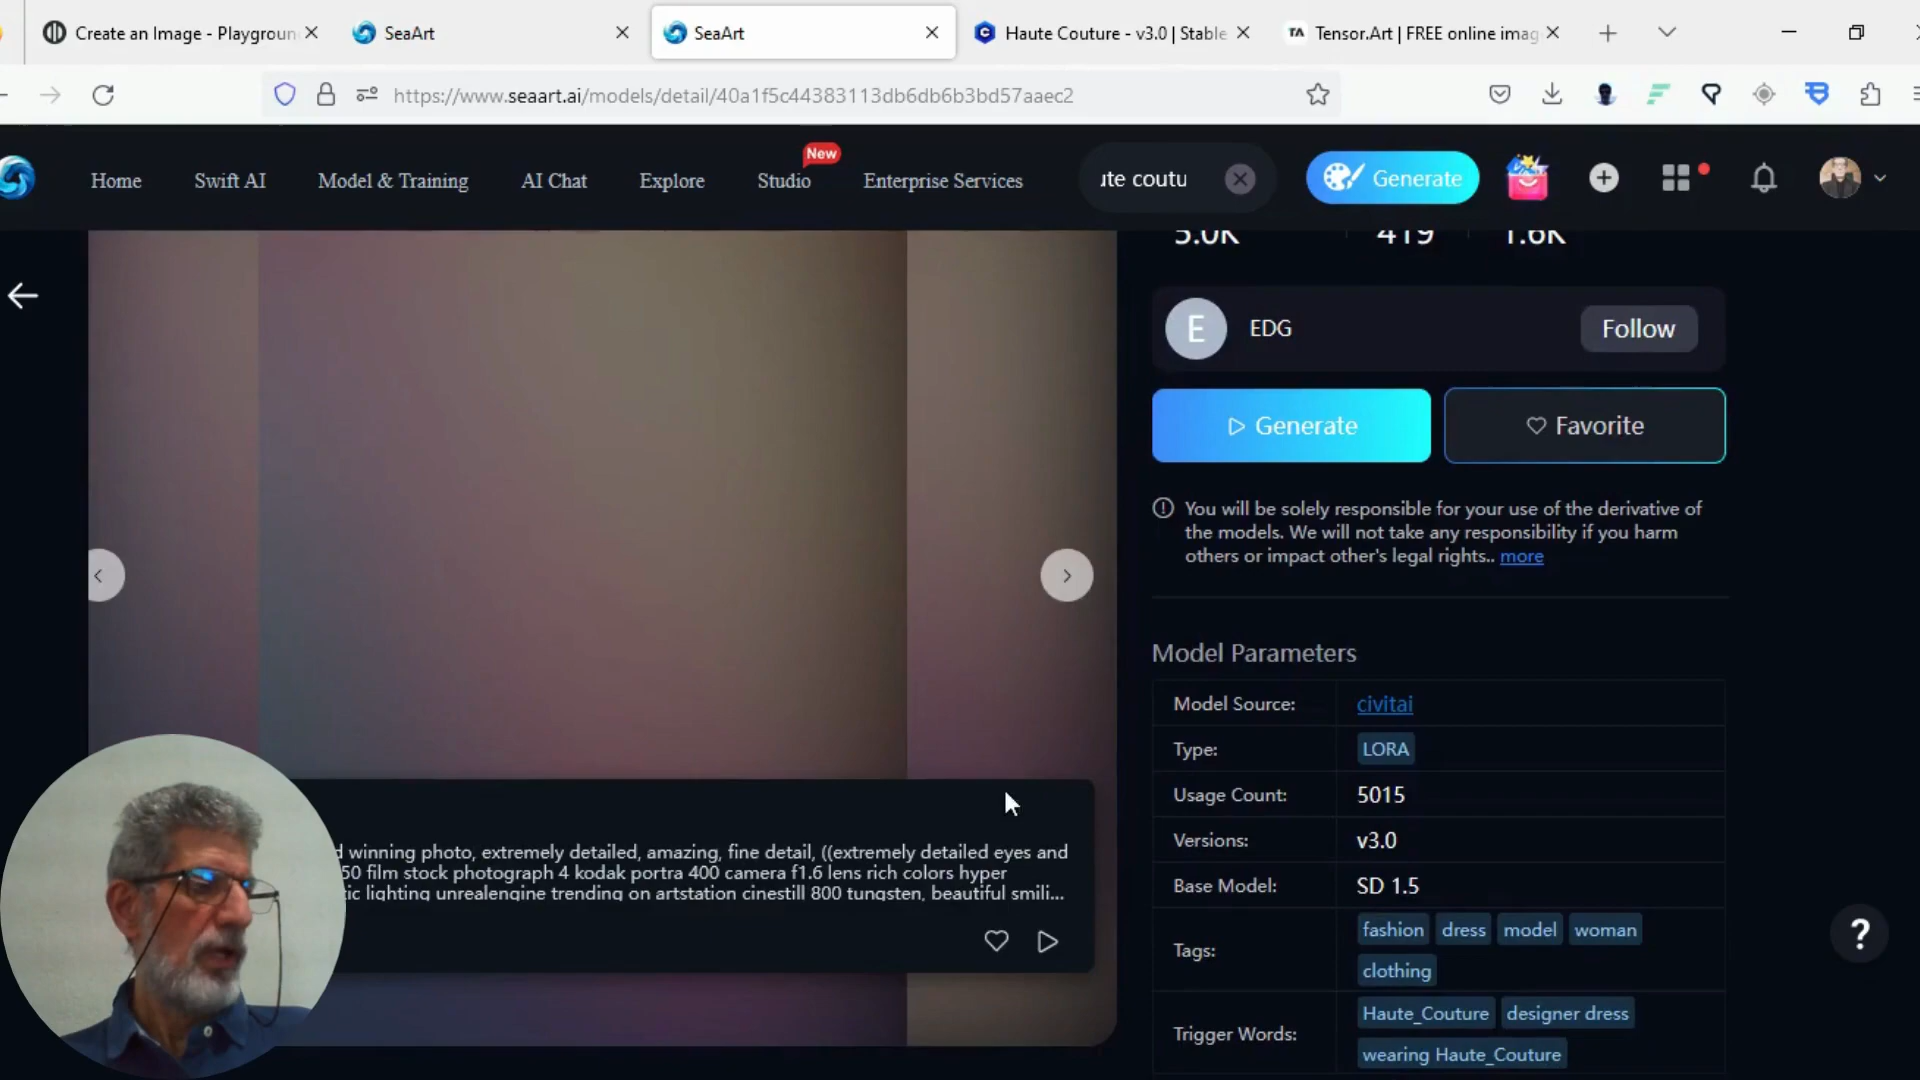 Create an Image - Playgroun
SeaArt
SeaArt
Haute Couture - v3.0 | Stable
Tensor.Art | FREE online imag
https://www.seaart.ai/models/detail/40a1f5c44383113db6db6b3bd57aaec2
Home
Swift AI
Model & Training
AI Chat
Explore
Studio
New
Enterprise Services
ute coutu
Generate
5.0K
419
1.6K
E
EDG
Follow
Generate
Favorite
You will be solely responsible for your use of the derivative of
the models. We will not take any responsibility if you harm
others or impact other's legal rights.. more
Model Parameters
Model Source: civitai
Type: LORA
Usage Count: 5015
Versions: v3.0
Base Model: SD 1.5
Tags: fashion dress model woman
clothing
Trigger Words: Haute_Couture designer dress
wearing Haute_Couture
d winning photo, extremely detailed, amazing, fine detail, ((extremely detailed eyes and
50 film stock photograph 4 kodak portra 400 camera f1.6 lens rich colors hyper
ic lighting unrealengine trending on artstation cinestill 800 tungsten, beautiful smili...
?